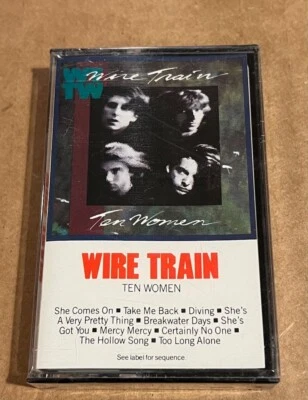 WT
Wire Train
TW
Ten Women
WIRE TRAIN
TEN WOMEN
She Comes On ■ Take Me Back ■ Diving ■ She's
A Very Pretty Thing ■ Breakwater Days ■ She's
Got You ■ Mercy Mercy ■ Certainly No One ■
The Hollow Song ■ Too Long Alone
See label for sequence